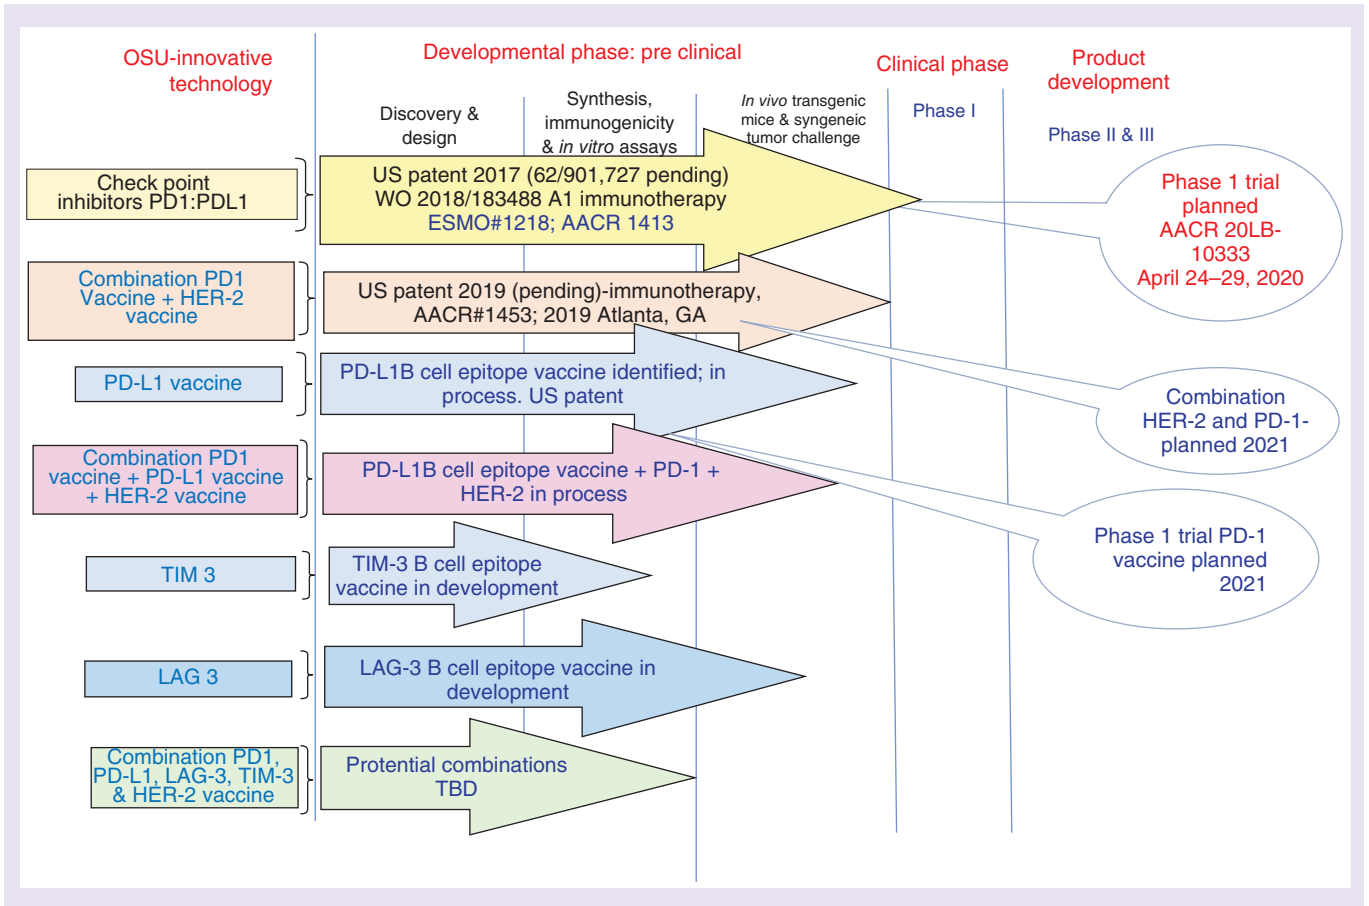 OSU-innovative
technology
Developmental phase: pre clinical
Clinical phase
Product
development
Discovery &
design
Synthesis,
immunogenicity
& in vitro assays
In vivo transgenic
mice & syngeneic
tumor challenge
Phase I
Phase II & III
Check point
inhibitors PD1:PDL1
US patent 2017 (62/901,727 pending)
WO 2018/183488 A1 immunotherapy
ESMO#1218; AACR 1413
Phase 1 trial
planned
AACR 20LB-
10333
April 24–29, 2020
Combination PD1
Vaccine + HER-2
vaccine
US patent 2019 (pending)-immunotherapy,
AACR#1453; 2019 Atlanta, GA
Combination
HER-2 and PD-1-
planned 2021
PD-L1 vaccine
PD-L1B cell epitope vaccine identified; in
process. US patent
Phase 1 trial PD-1
vaccine planned
2021
Combination PD1
vaccine + PD-L1 vaccine
+ HER-2 vaccine
PD-L1B cell epitope vaccine + PD-1 +
HER-2 in process
TIM 3
TIM-3 B cell epitope
vaccine in development
LAG 3
LAG-3 B cell epitope vaccine in
development
Combination PD1,
PD-L1, LAG-3, TIM-3
& HER-2 vaccine
Protential combinations
TBD